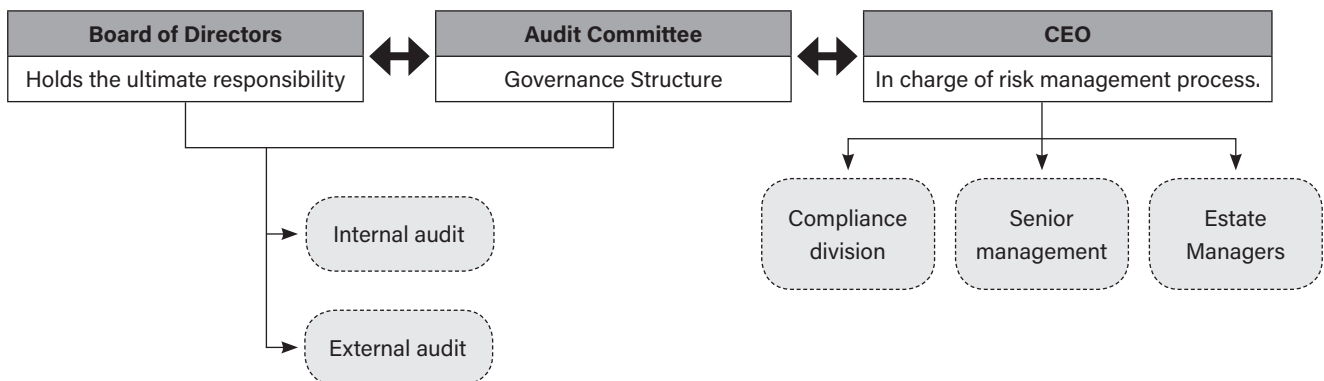 Board of Directors
Holds the ultimate responsibility
Audit Committee
Governance Structure
CEO
In charge of risk management process.
Internal audit
External audit
Compliance
division
Senior
management
Estate
Managers